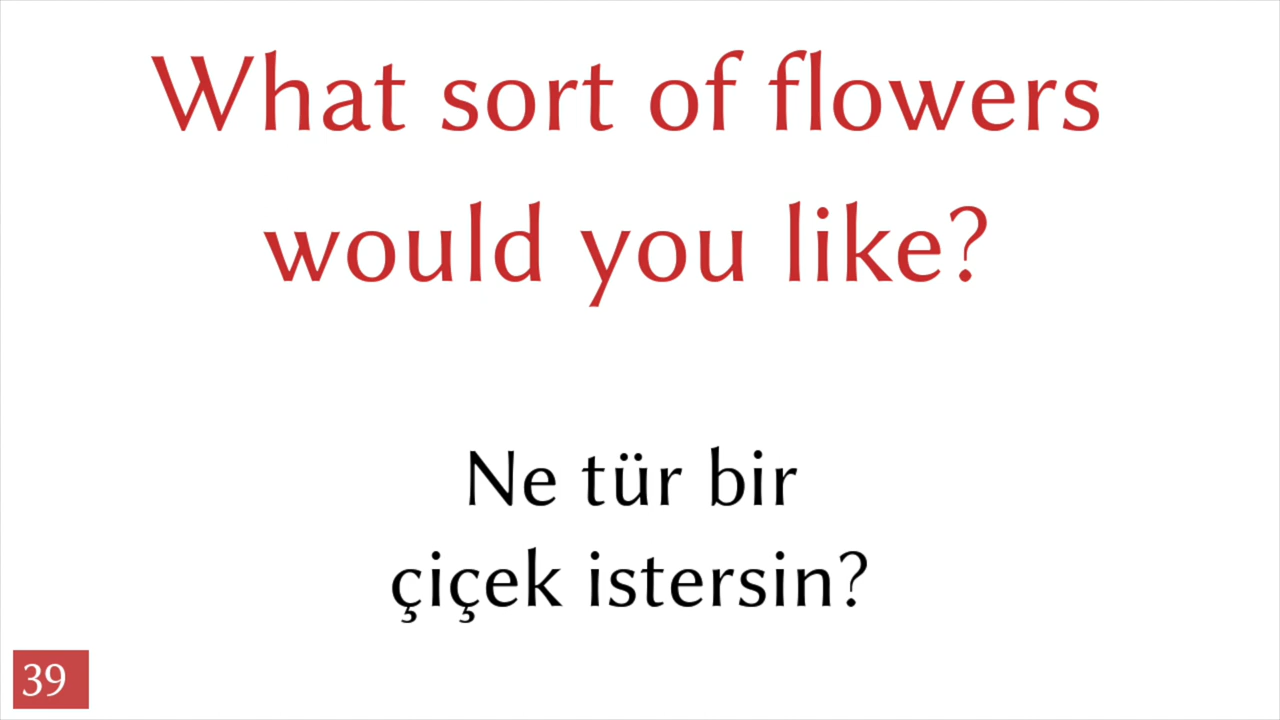 What sort of flowers
would you like?
Ne tür bir
çiçek istersin?
39